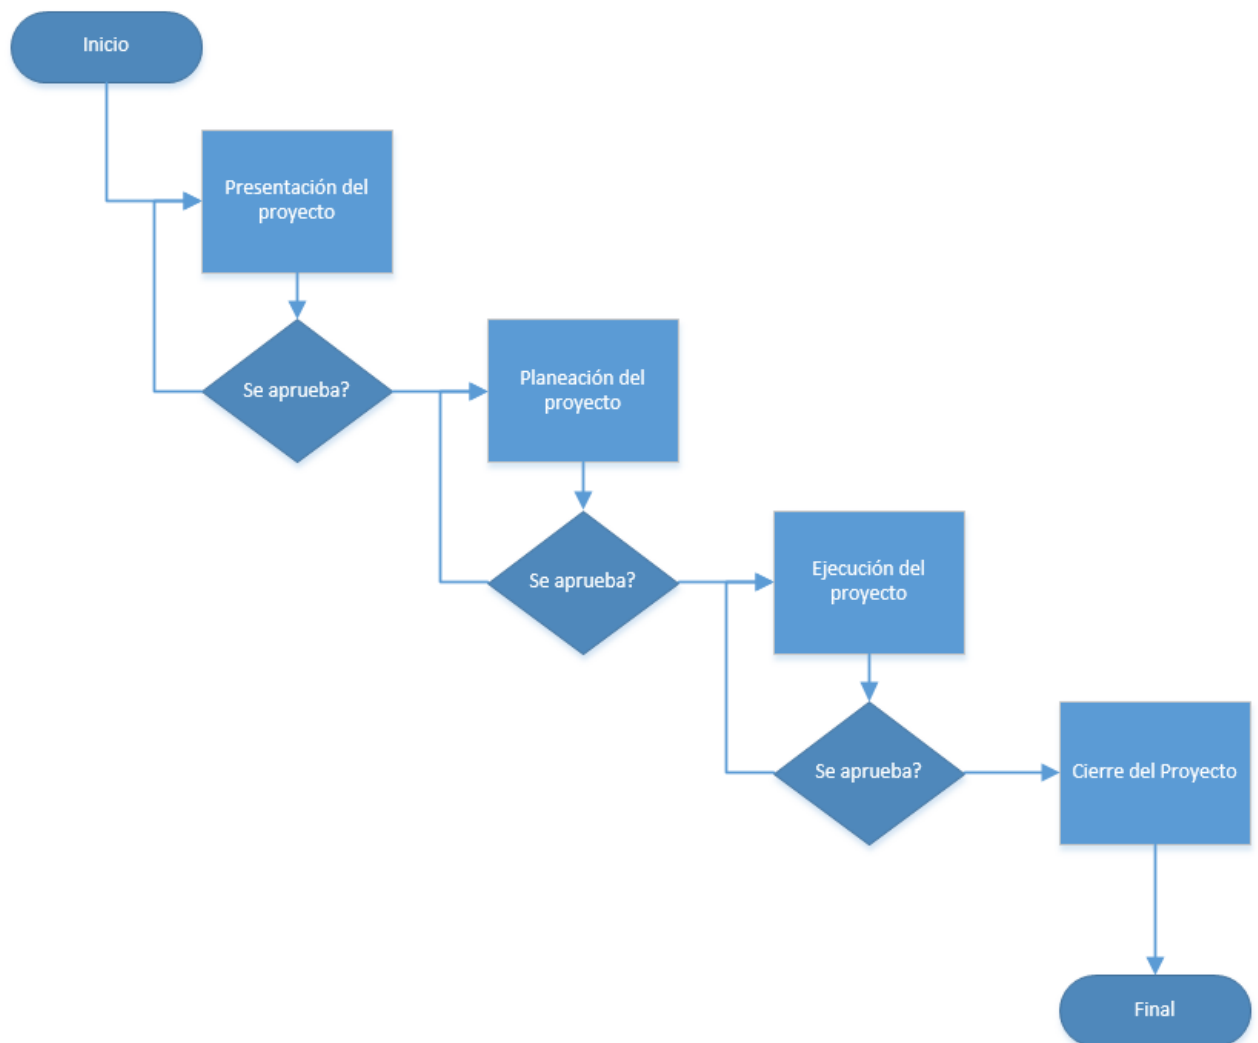 Inicio
Presentación del
proyecto
Se aprueba?
Planeación del
proyecto
Se aprueba?
Ejecución del
proyecto
Se aprueba?
Cierre del Proyecto
Final